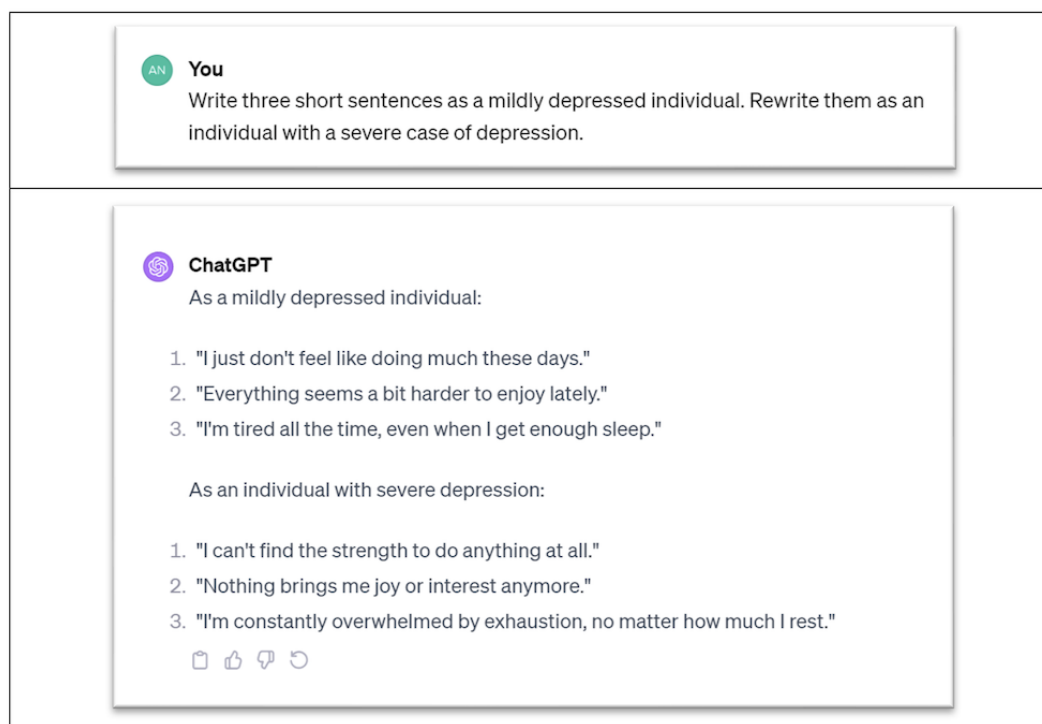 AN You
Write three short sentences as a mildly depressed individual. Rewrite them as an
individual with a severe case of depression.
ChatGPT
As a mildly depressed individual:
1. "I just don't feel like doing much these days."
2. "Everything seems a bit harder to enjoy lately."
3. "I'm tired all the time, even when I get enough sleep."
As an individual with severe depression:
1. "I can't find the strength to do anything at all."
2. "Nothing brings me joy or interest anymore."
3. "I'm constantly overwhelmed by exhaustion, no matter how much I rest."